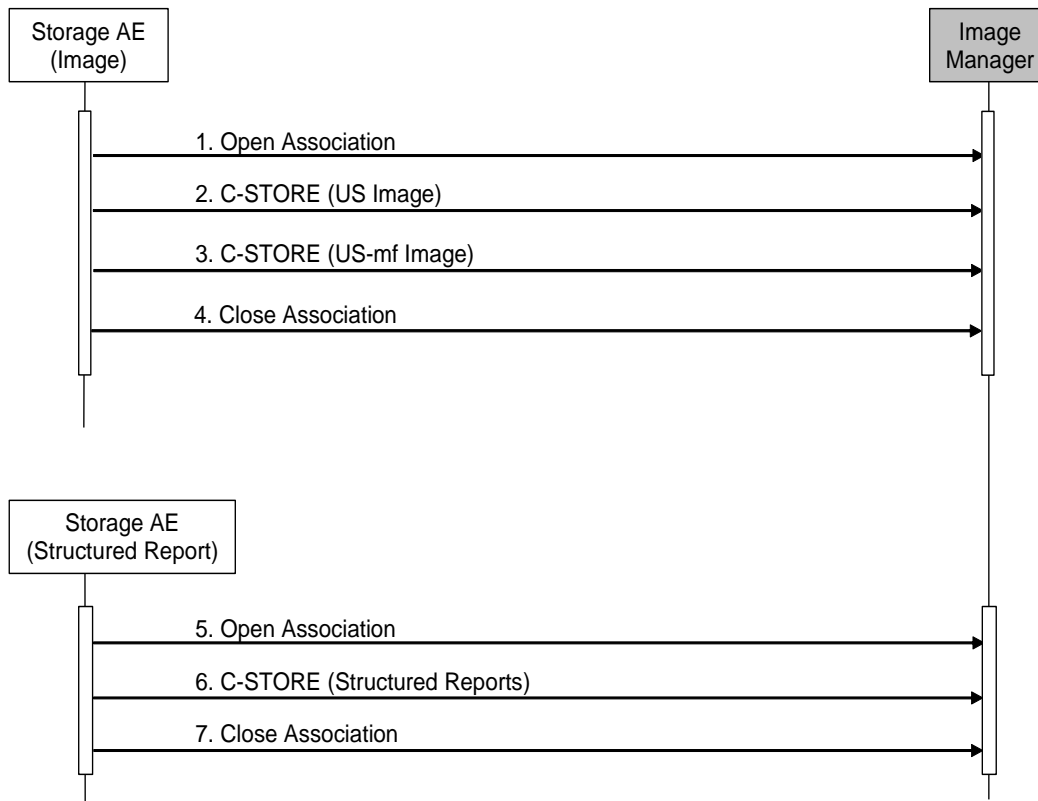 Storage AE
(Image)
Image
Manager
1. Open Association
2. C-STORE (US Image)
3. C-STORE (US-mf Image)
4. Close Association
Storage AE
(Structured Report)
5. Open Association
6. C-STORE (Structured Reports)
7. Close Association